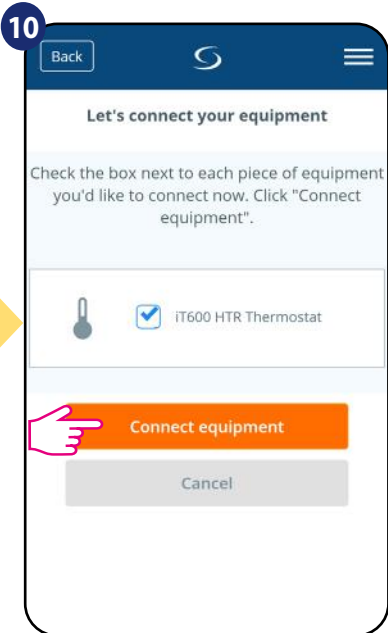 10
Back
Let's connect your equipment
Check the box next to each piece of equipment
you'd like to connect now. Click "Connect
equipment".
iT600 HTR Thermostat
Connect equipment
Cancel